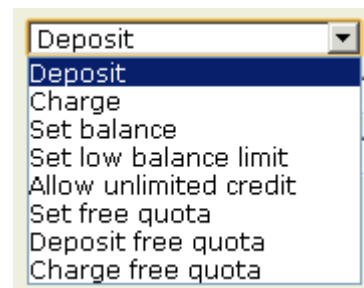 Deposit
Deposit
Charge
Set balance
Set low balance limit
Allow unlimited credit
Set free quota
Deposit free quota
Charge free quota